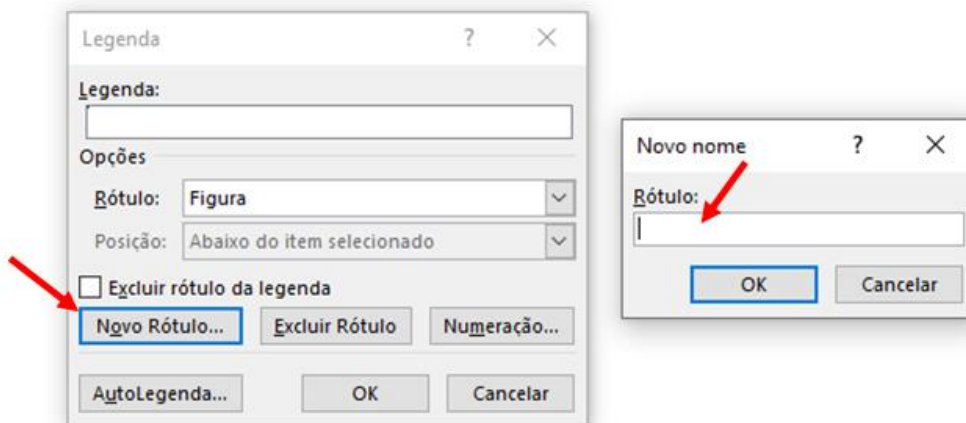 Legenda ? ×
Legenda:
Opções
Rótulo: Figura
Posição: Abaixo do item selecionado
Excluir rótulo da legenda
Novo Rótulo... Excluir Rótulo Numeração...
AutoLegenda... OK Cancelar
Novo nome ? ×
Rótulo:
OK Cancelar